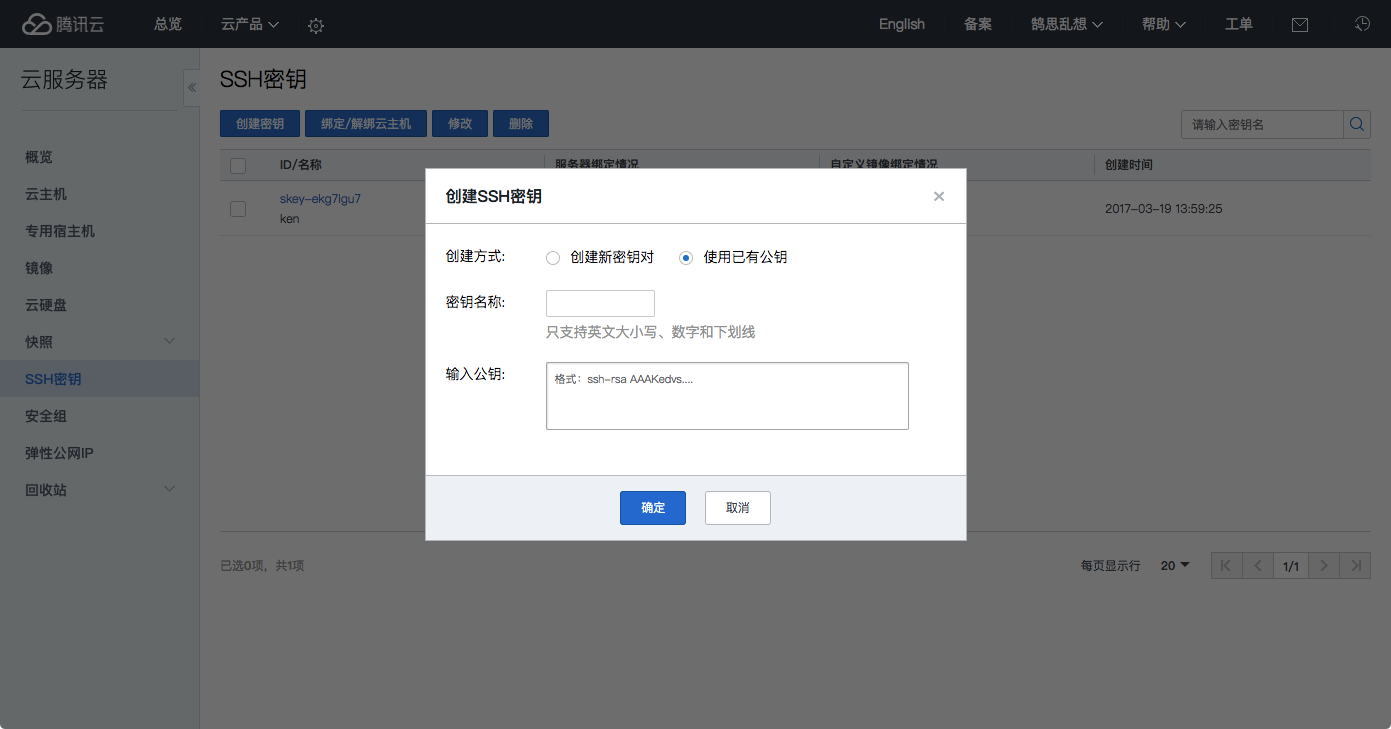 腾讯云 总览 云产品 English 备案 鹄思乱想 帮助 工单
云服务器
概览
云主机
专用宿主机
镜像
云硬盘
快照
SSH密钥
安全组
弹性公网IP
回收站
SSH密钥
创建密钥 绑定/解绑云主机 修改 删除 请输入密钥名
ID/名称 服务器绑定情况 自定义镜像绑定情况 创建时间
skey-ekg7lgu7
ken
2017-03-19 13:59:25
创建SSH密钥
创建方式: 创建新密钥对 使用已有公钥
密钥名称:
只支持英文大小写、数字和下划线
输入公钥: 格式：ssh-rsa AAAKedvs....
确定 取消
已选0项，共1项 每页显示行 20 1/1